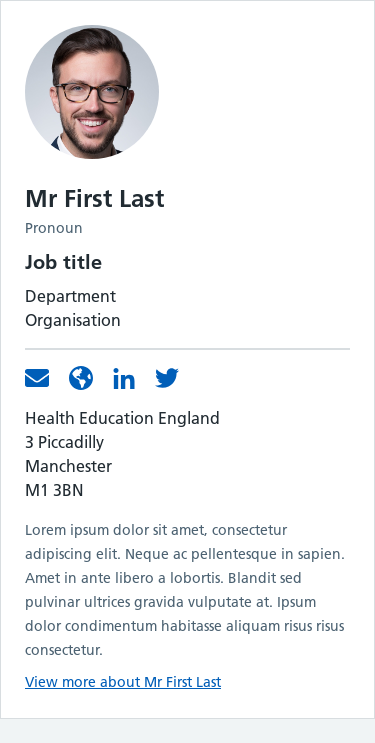 Mr First Last
Pronoun
Job title
Department
Organisation
Health Education England
3 Piccadilly
Manchester
M1 3BN
Lorem ipsum dolor sit amet, consectetur
adipiscing elit. Neque ac pellentesque in sapien.
Amet in ante libero a lobortis. Blandit sed
pulvinar ultrices gravida vulputate at. Ipsum
dolor condimentum habitasse aliquam risus risus
consectetur.
View more about Mr First Last